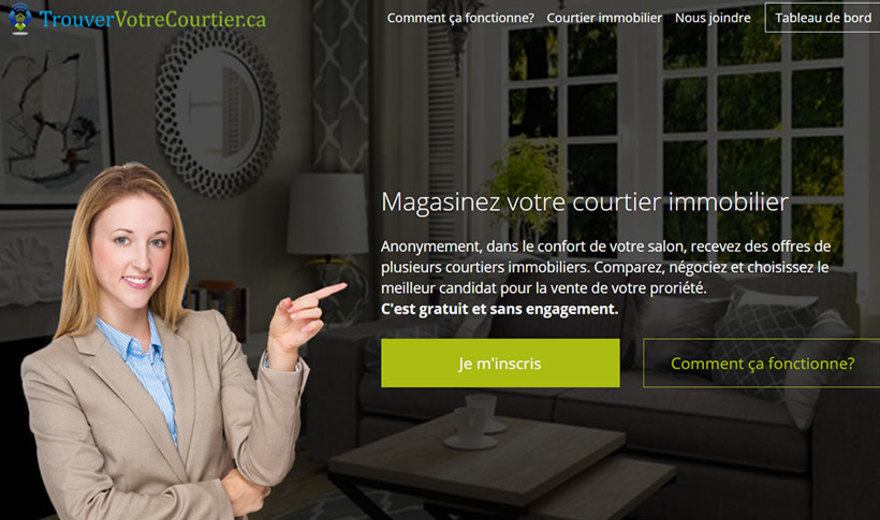 TrouverVotreCourtier.ca
Comment ça fonctionne? Courtier immobilier Nous joindre Tableau de bord
Magasinez votre courtier immobilier
Anonymement, dans le confort de votre salon, recevez des offres de
plusieurs courtiers immobiliers. Comparez, négociez et choisissez le
meilleur candidat pour la vente de votre proriété.
C'est gratuit et sans engagement.
Je m'inscris Comment ça fonctionne?